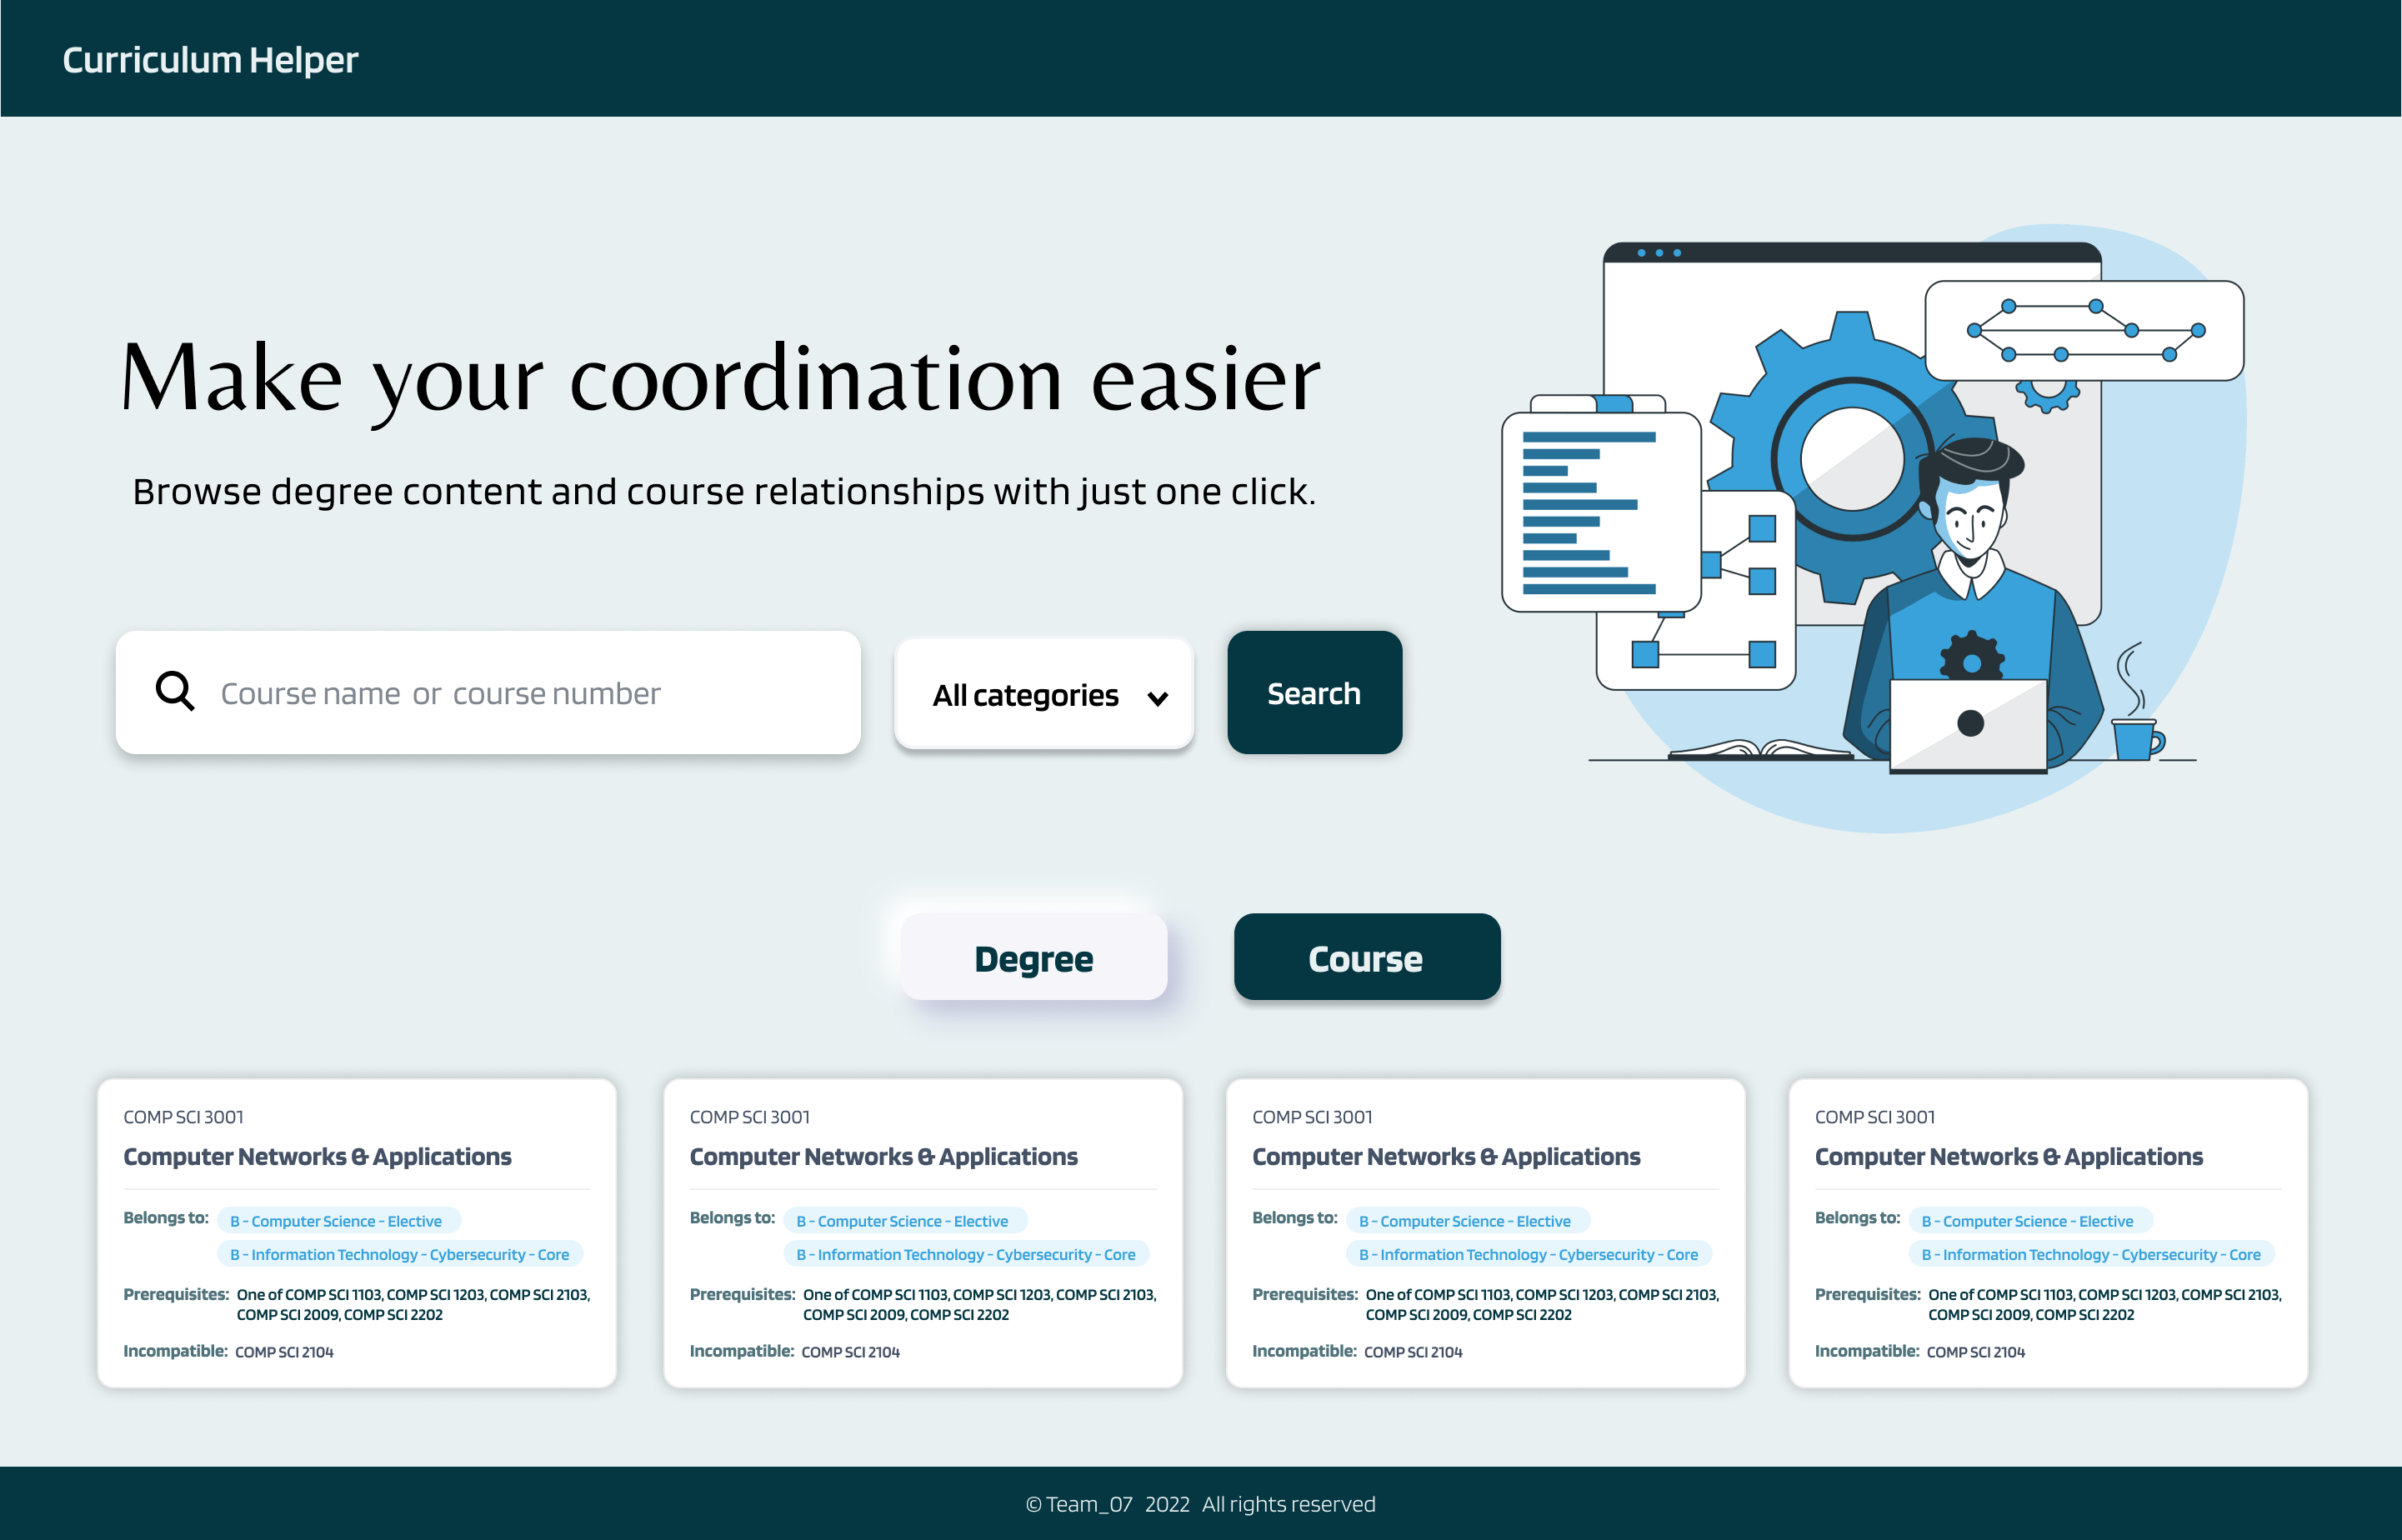 Curriculum Helper
Make your coordination easier
Browse degree content and course relationships with just one click.
Course name or course number
All categories
Search
Degree
Course
COMP SCI 3001
Computer Networks & Applications
Belongs to:
B - Computer Science - Elective
B - Information Technology - Cybersecurity - Core
Prerequisites: One of COMP SCI 1103, COMP SCI 1203, COMP SCI 2103,
COMP SCI 2009, COMP SCI 2202
Incompatible: COMP SCI 2104
COMP SCI 3001
Computer Networks & Applications
Belongs to:
B - Computer Science - Elective
B - Information Technology - Cybersecurity - Core
Prerequisites: One of COMP SCI 1103, COMP SCI 1203, COMP SCI 2103,
COMP SCI 2009, COMP SCI 2202
Incompatible: COMP SCI 2104
COMP SCI 3001
Computer Networks & Applications
Belongs to:
B - Computer Science - Elective
B - Information Technology - Cybersecurity - Core
Prerequisites: One of COMP SCI 1103, COMP SCI 1203, COMP SCI 2103,
COMP SCI 2009, COMP SCI 2202
Incompatible: COMP SCI 2104
COMP SCI 3001
Computer Networks & Applications
Belongs to:
B - Computer Science - Elective
B - Information Technology - Cybersecurity - Core
Prerequisites: One of COMP SCI 1103, COMP SCI 1203, COMP SCI 2103,
COMP SCI 2009, COMP SCI 2202
Incompatible: COMP SCI 2104
© Team_07 2022 All rights reserved